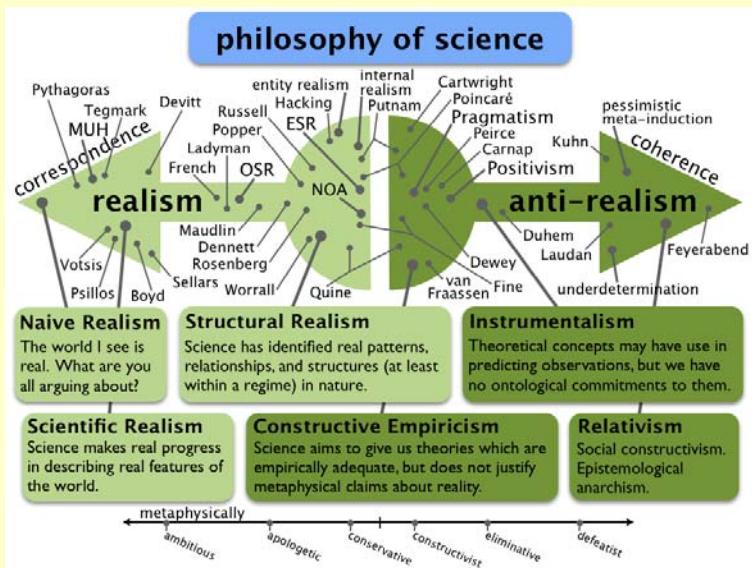 philosophy of science
Pythagoras
Tegmark
MUH
Devitt
correspondence
realism
Votsis
Psillos
Boyd
Sellars
French
Ladyman
OSR
Maudlin
Dennett
Rosenberg
Worrall
Popper
Russell
ESR
Hacking
entity realism
internal
realism
Putnam
NOA
Quine
Cartwright
Poincaré
Pragmatism
Peirce
Carnap
Positivism
Dewey
Fine
van
Fraassen
anti-realism
Kuhn
pessimistic
meta-induction
coherence
Duhem
Laudan
underdetermination
Feyerabend
Naive Realism
The world I see is
real. What are you
all arguing about?
Structural Realism
Science has identified real patterns,
relationships, and structures (at least
within a regime) in nature.
Instrumentalism
Theoretical concepts may have use in
predicting observations, but we have
no ontological commitments to them.
Scientific Realism
Science makes real progress
in describing real features of
the world.
Constructive Empiricism
Science aims to give us theories which are
empirically adequate, but does not justify
metaphysical claims about reality.
Relativism
Social constructivism.
Epistemological
anarchism.
metaphysically
ambitious
apologetic
conservative
constructivist
eliminative
defeatist